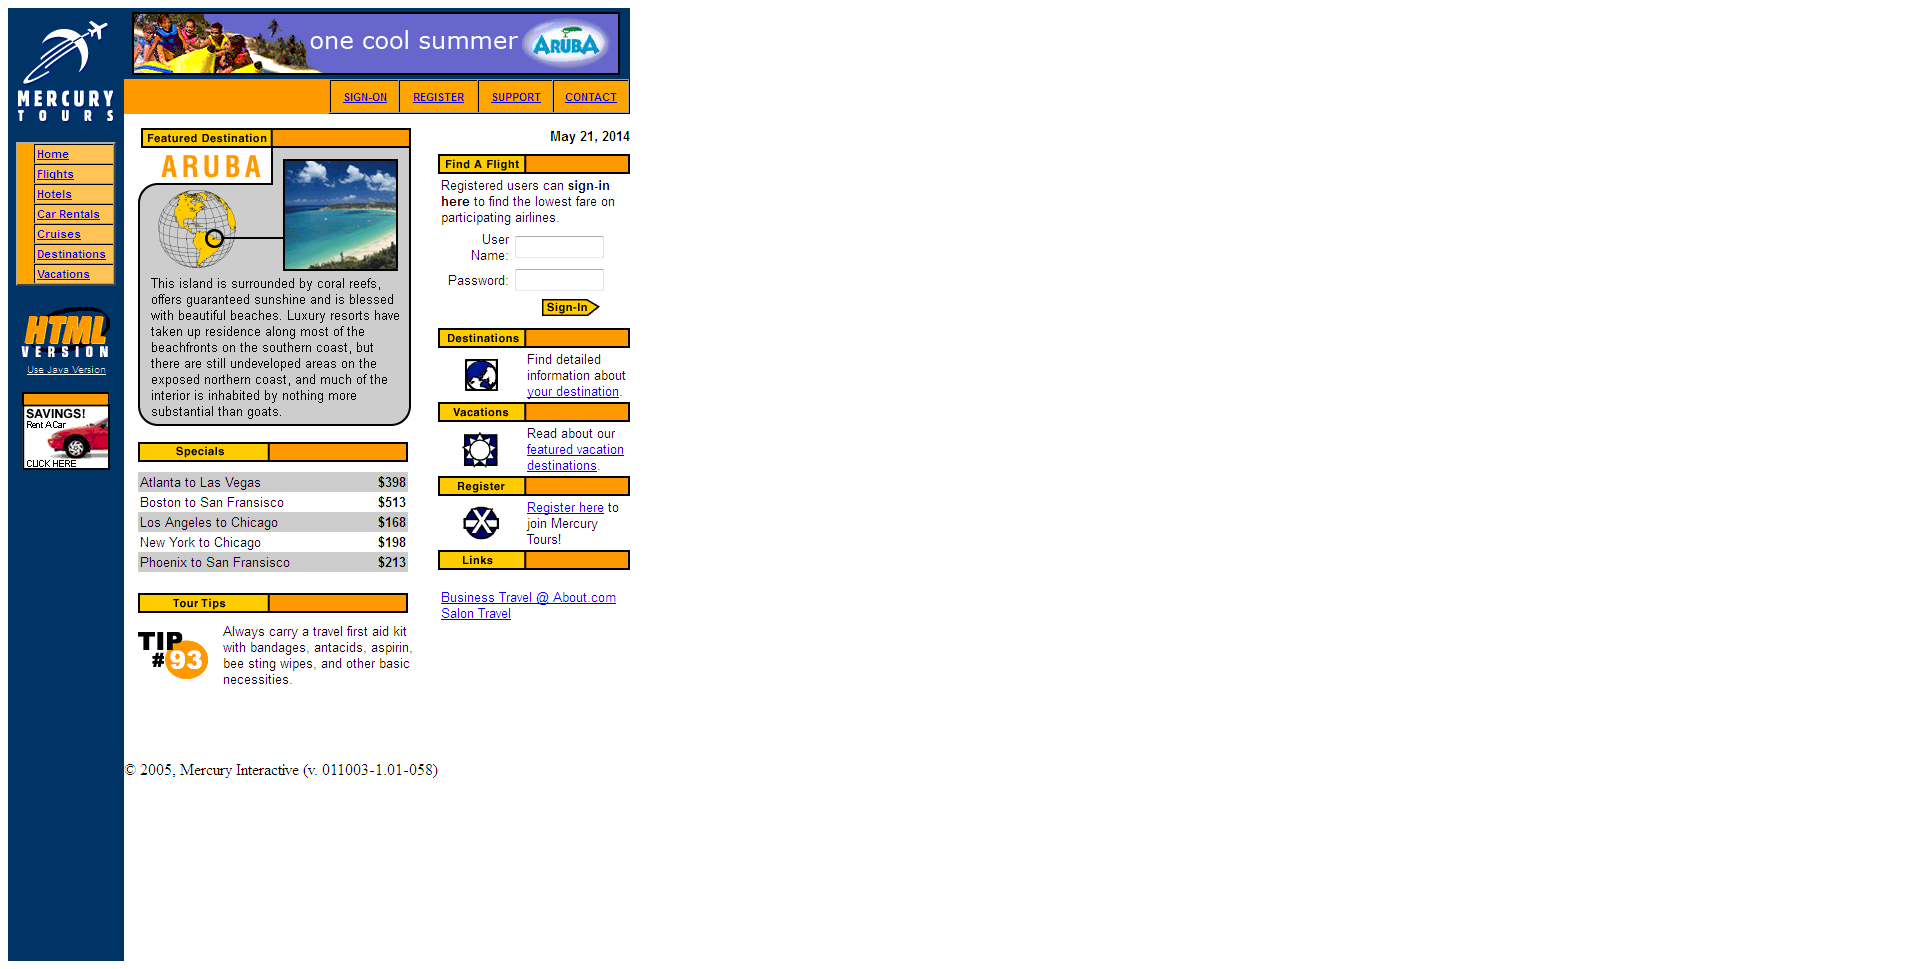 MERCURY
TOURS
one cool summer ARUBA
SIGN-ON REGISTER SUPPORT CONTACT
Home
Flights
Hotels
Car Rentals
Cruises
Destinations
Vacations
HTML
VERSION
Use Java Version
SAVINGS!
Rent A Car
CLICK HERE
Featured Destination
ARUBA
This island is surrounded by coral reefs,
offers guaranteed sunshine and is blessed
with beautiful beaches. Luxury resorts have
taken up residence along most of the
beachfronts on the southern coast, but
there are still undeveloped areas on the
exposed northern coast, and much of the
interior is inhabited by nothing more
substantial than goats.
Specials
Atlanta to Las Vegas $398
Boston to San Fransisco $513
Los Angeles to Chicago $168
New York to Chicago $198
Phoenix to San Fransisco $213
Tour Tips
TIP
#93
Always carry a travel first aid kit
with bandages, antacids, aspirin,
bee sting wipes, and other basic
necessities.
May 21, 2014
Find A Flight
Registered users can sign-in
here to find the lowest fare on
participating airlines.
User
Name:
Password:
Sign-In
Destinations
Find detailed
information about
your destination.
Vacations
Read about our
featured vacation
destinations.
Register
Register here to
join Mercury
Tours!
Links
Business Travel @ About.com
Salon Travel
© 2005, Mercury Interactive (v. 011003-1.01-058)